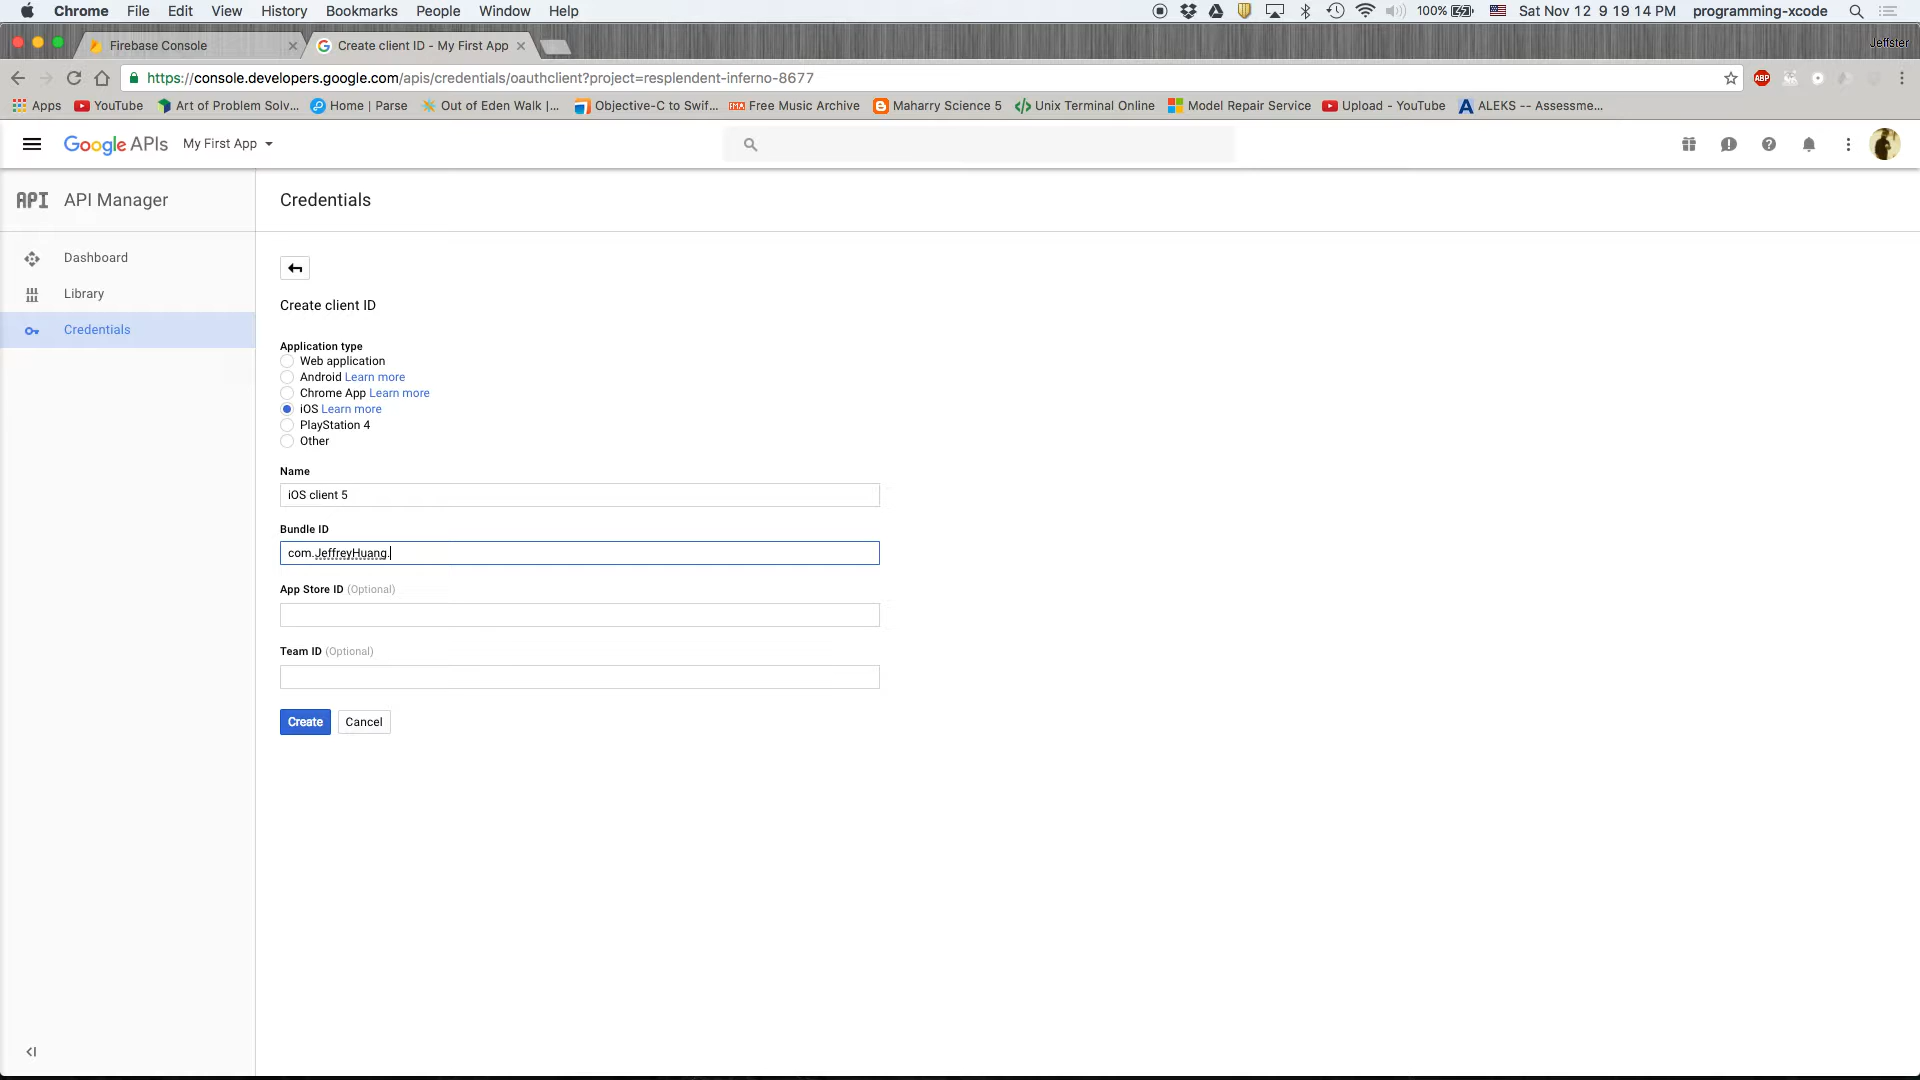 Chrome File Edit View History Bookmarks People Window Help 100% Sat Nov 12 9 19 14 PM programming-xcode
Firebase Console Create client ID - My First App Jeffster
https://console.developers.google.com/apis/credentials/oauthclient?project=resplendent-inferno-8677 ABP
Apps YouTube Art of Problem Solv... Home | Parse Out of Eden Walk |... Objective-C to Swif... FMA Free Music Archive Maharry Science 5 Unix Terminal Online Model Repair Service Upload - YouTube ALEKS -- Assessme...
Google APIs My First App
API API Manager
Credentials
Dashboard
Library
Credentials
Create client ID
Application type
Web application
Android Learn more
Chrome App Learn more
iOS Learn more
PlayStation 4
Other
Name
iOS client 5
Bundle ID
com.JeffreyHuang.
App Store ID (Optional)
Team ID (Optional)
Create Cancel